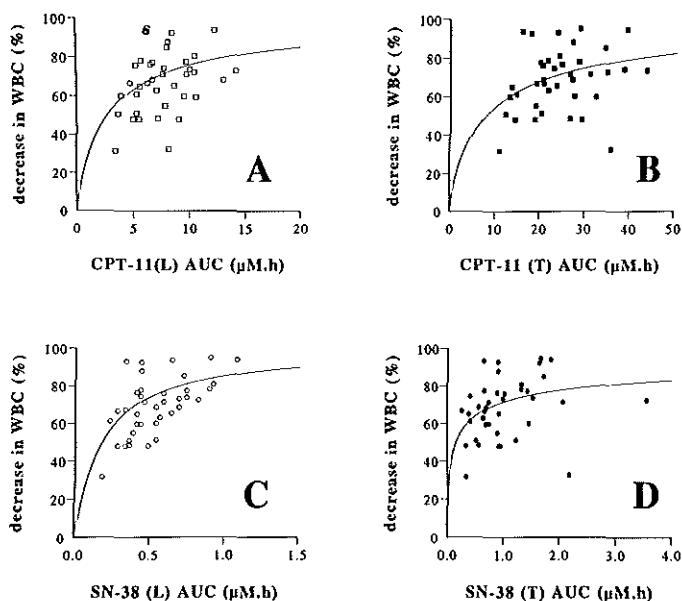 decrease in WBC (%)
100
80
60
40
20
0
0 5 10 15 20
CPT-11(L) AUC (μM.h)
A
decrease in WBC (%)
100
80
60
40
20
0
0 10 20 30 40 50
CPT-11 (T) AUC (μM.h)
B
decrease in WBC (%)
100
80
60
40
20
0
0.0 0.5 1.0 1.5
SN-38 (L) AUC (μM.h)
C
decrease in WBC (%)
100
80
60
40
20
0
0.0 1.0 2.0 3.0 4.0
SN-38 (T) AUC (μM.h)
D